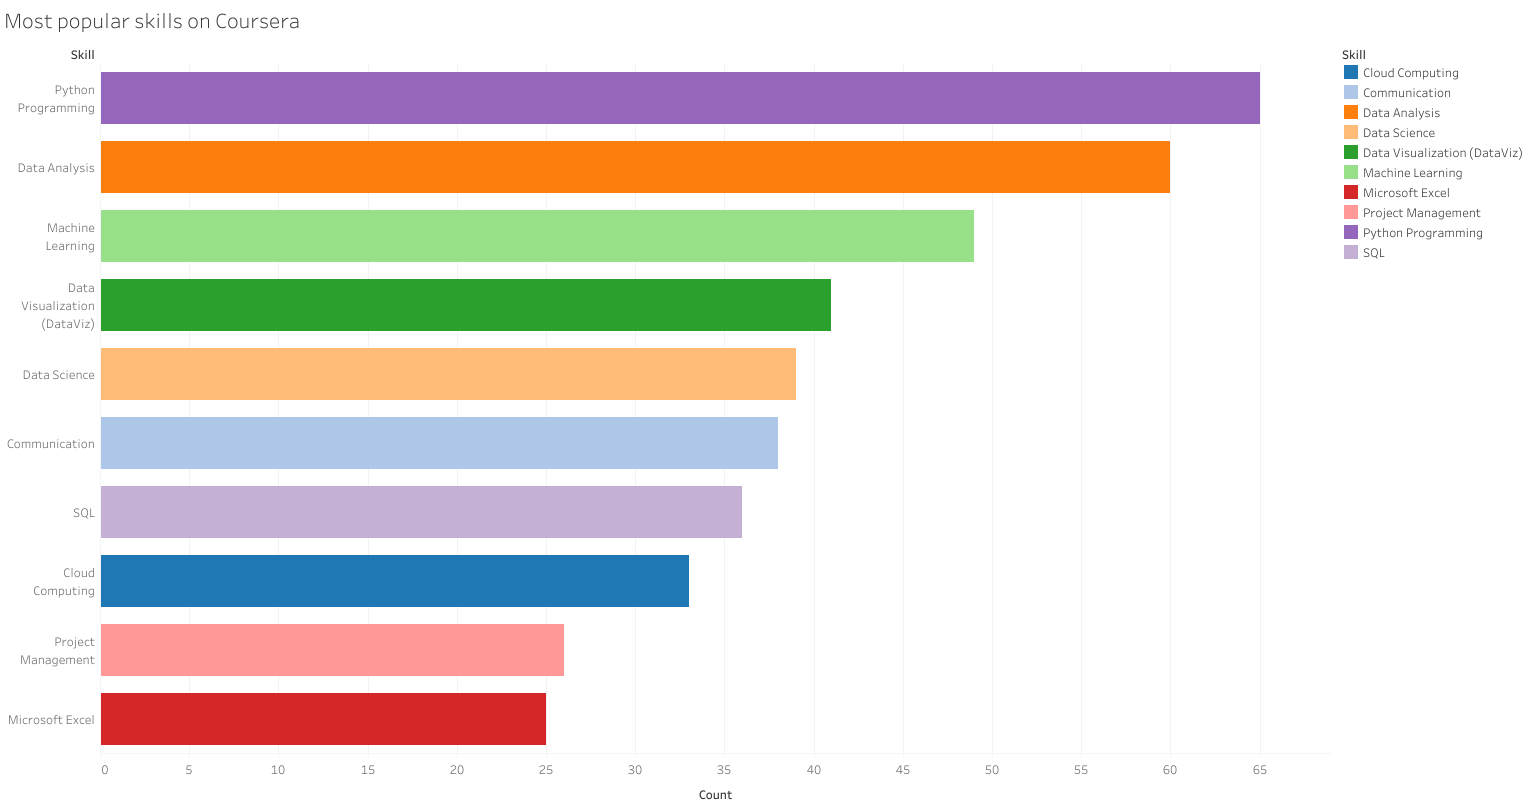 Most popular skills on Coursera
Skill
Python
Programming
Data Analysis
Machine
Learning
Data
Visualization
(DataViz)
Data Science
Communication
SQL
Cloud
Computing
Project
Management
Microsoft Excel
0 5 10 15 20 25 30 35 40 45 50 55 60 65
Count
Skill
Cloud Computing
Communication
Data Analysis
Data Science
Data Visualization (DataViz)
Machine Learning
Microsoft Excel
Project Management
Python Programming
SQL